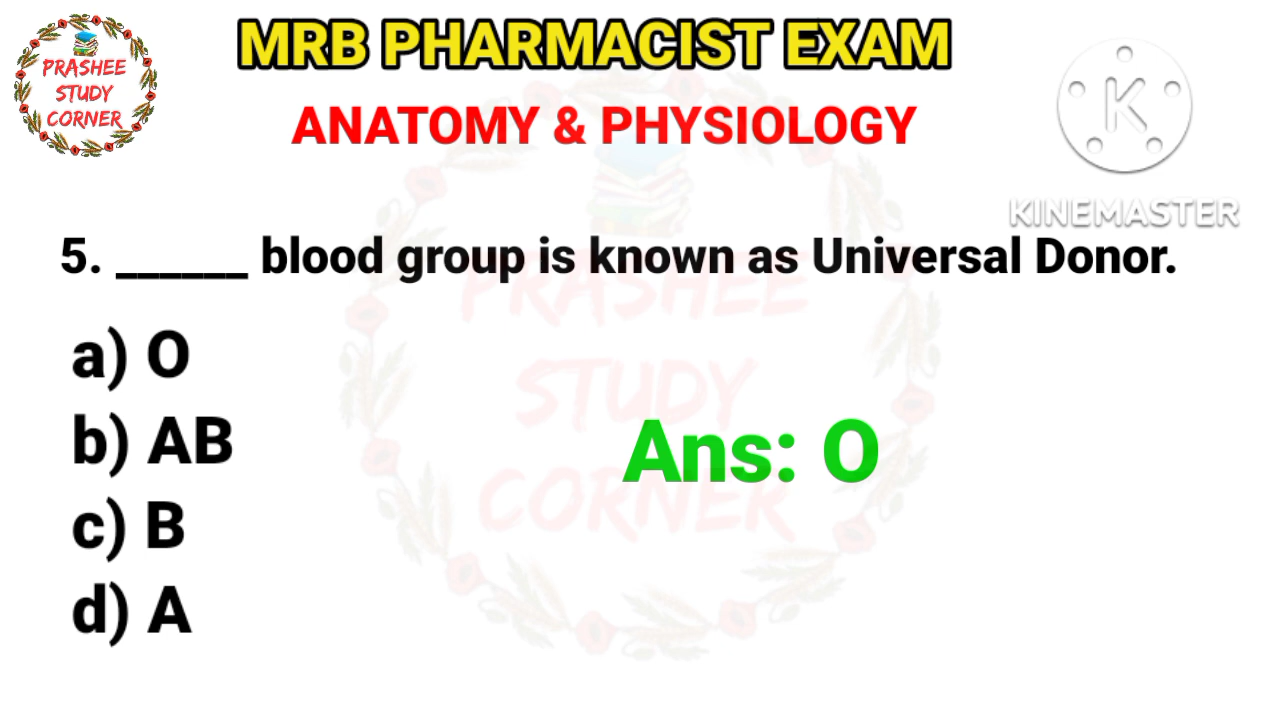 PRASHEE
STUDY
CORNER
MRB PHARMACIST EXAM
ANATOMY & PHYSIOLOGY
K
KINEMASTER
5. ______ blood group is known as Universal Donor.
a) O
b) AB
c) B
d) A
Ans: O
PRASHEE
STUDY
CORNER